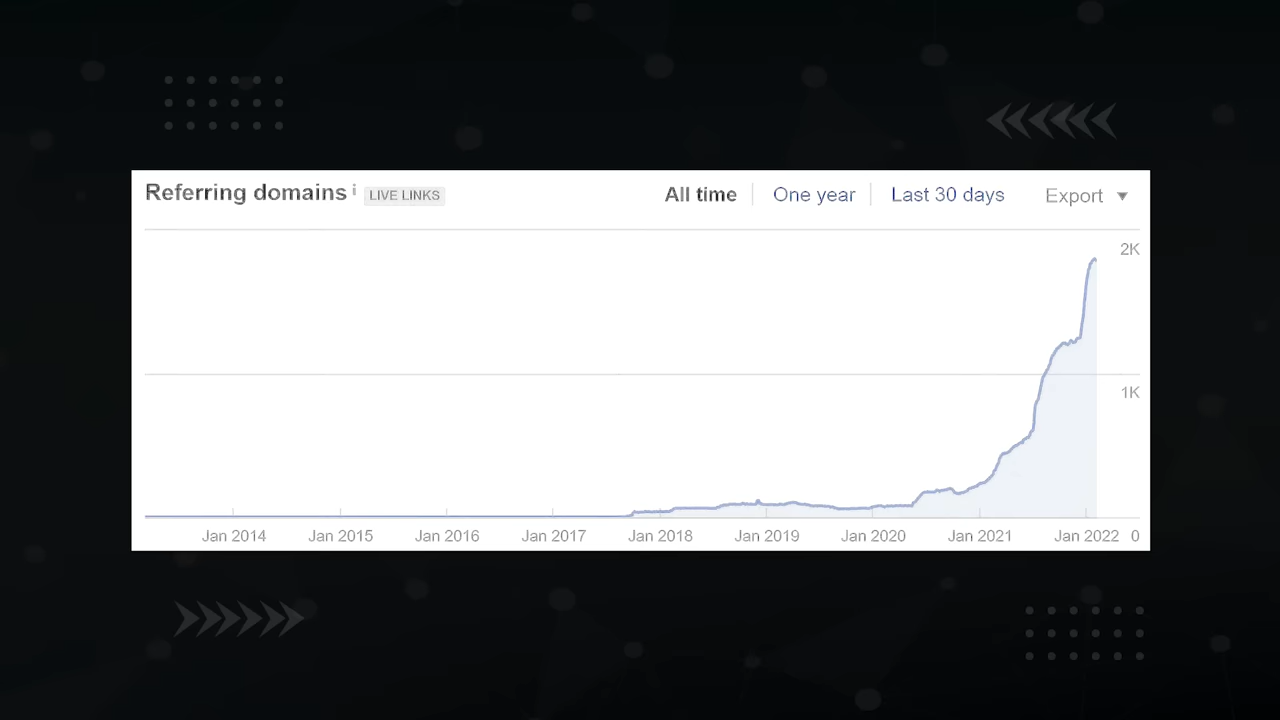 Referring domains i LIVE LINKS All time One year Last 30 days Export
2K
1K
Jan 2014 Jan 2015 Jan 2016 Jan 2017 Jan 2018 Jan 2019 Jan 2020 Jan 2021 Jan 2022 0